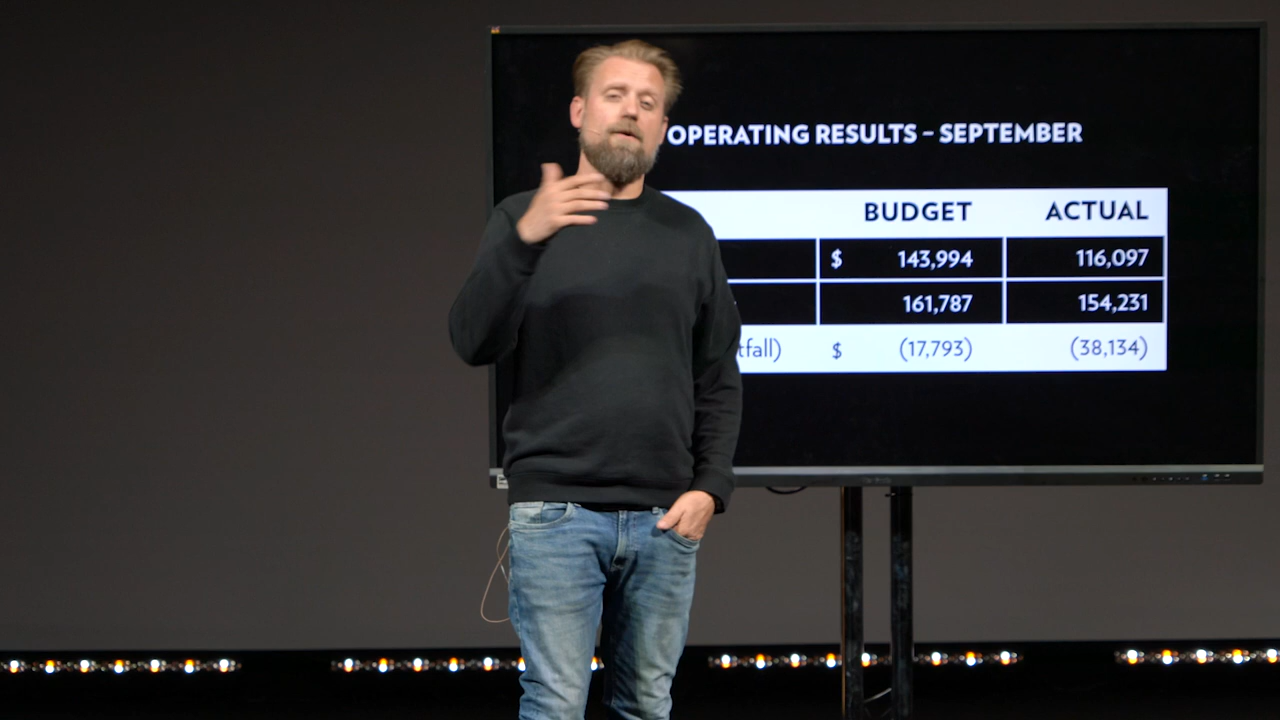 OPERATING RESULTS – SEPTEMBER
BUDGET ACTUAL
$ 143,994 116,097
161,787 154,231
tfall) $ (17,793) (38,134)